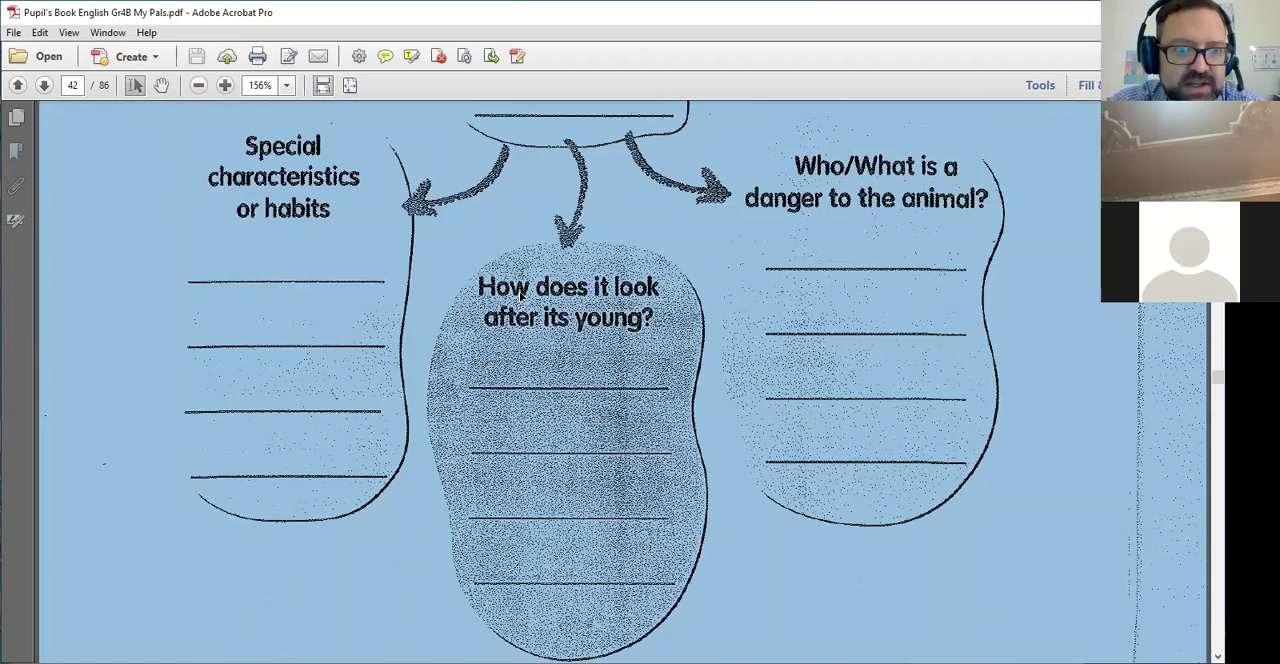 Pupil's Book English Gr4B My Pals.pdf - Adobe Acrobat Pro
File Edit View Window Help
Open Create
42 / 86 156% Tools Fill &
Special
characteristics
or habits
How does it look
after its young?
Who/What is a
danger to the animal?